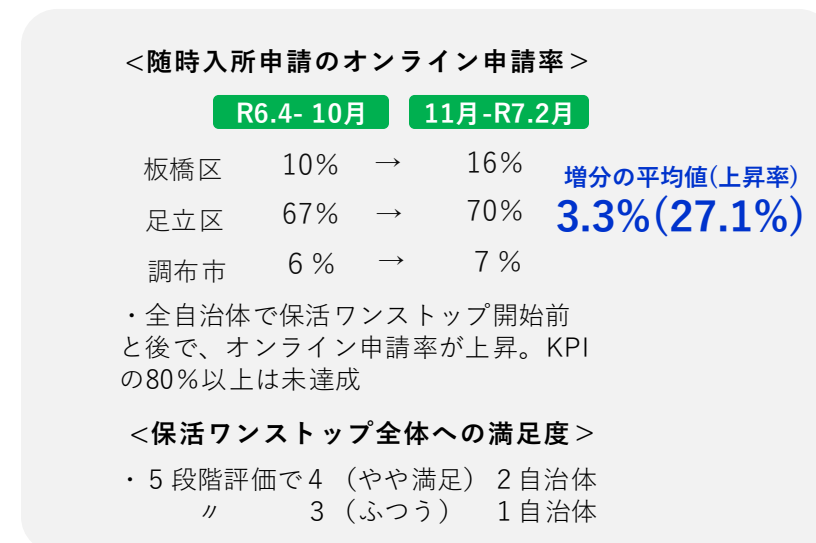 <随時入所申請のオンライン申請率>
R6.4- 10月 11月-R7.2月
板橋区 10% → 16%
増分の平均値(上昇率)
足立区 67% → 70% 3.3%(27.1%)
調布市 6% → 7%
・全自治体で保活ワンストップ開始前
と後で、オンライン申請率が上昇。KPI
の80%以上は未達成
<保活ワンストップ全体への満足度>
・5段階評価で4（やや満足） 2自治体
〃 3（ふつう） 1自治体